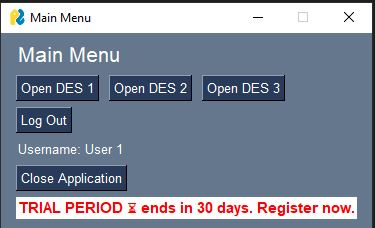 Main Menu
Main Menu
Open DES 1 Open DES 2 Open DES 3
Log Out
Username: User 1
Close Application
TRIAL PERIOD ⏳ ends in 30 days. Register now.